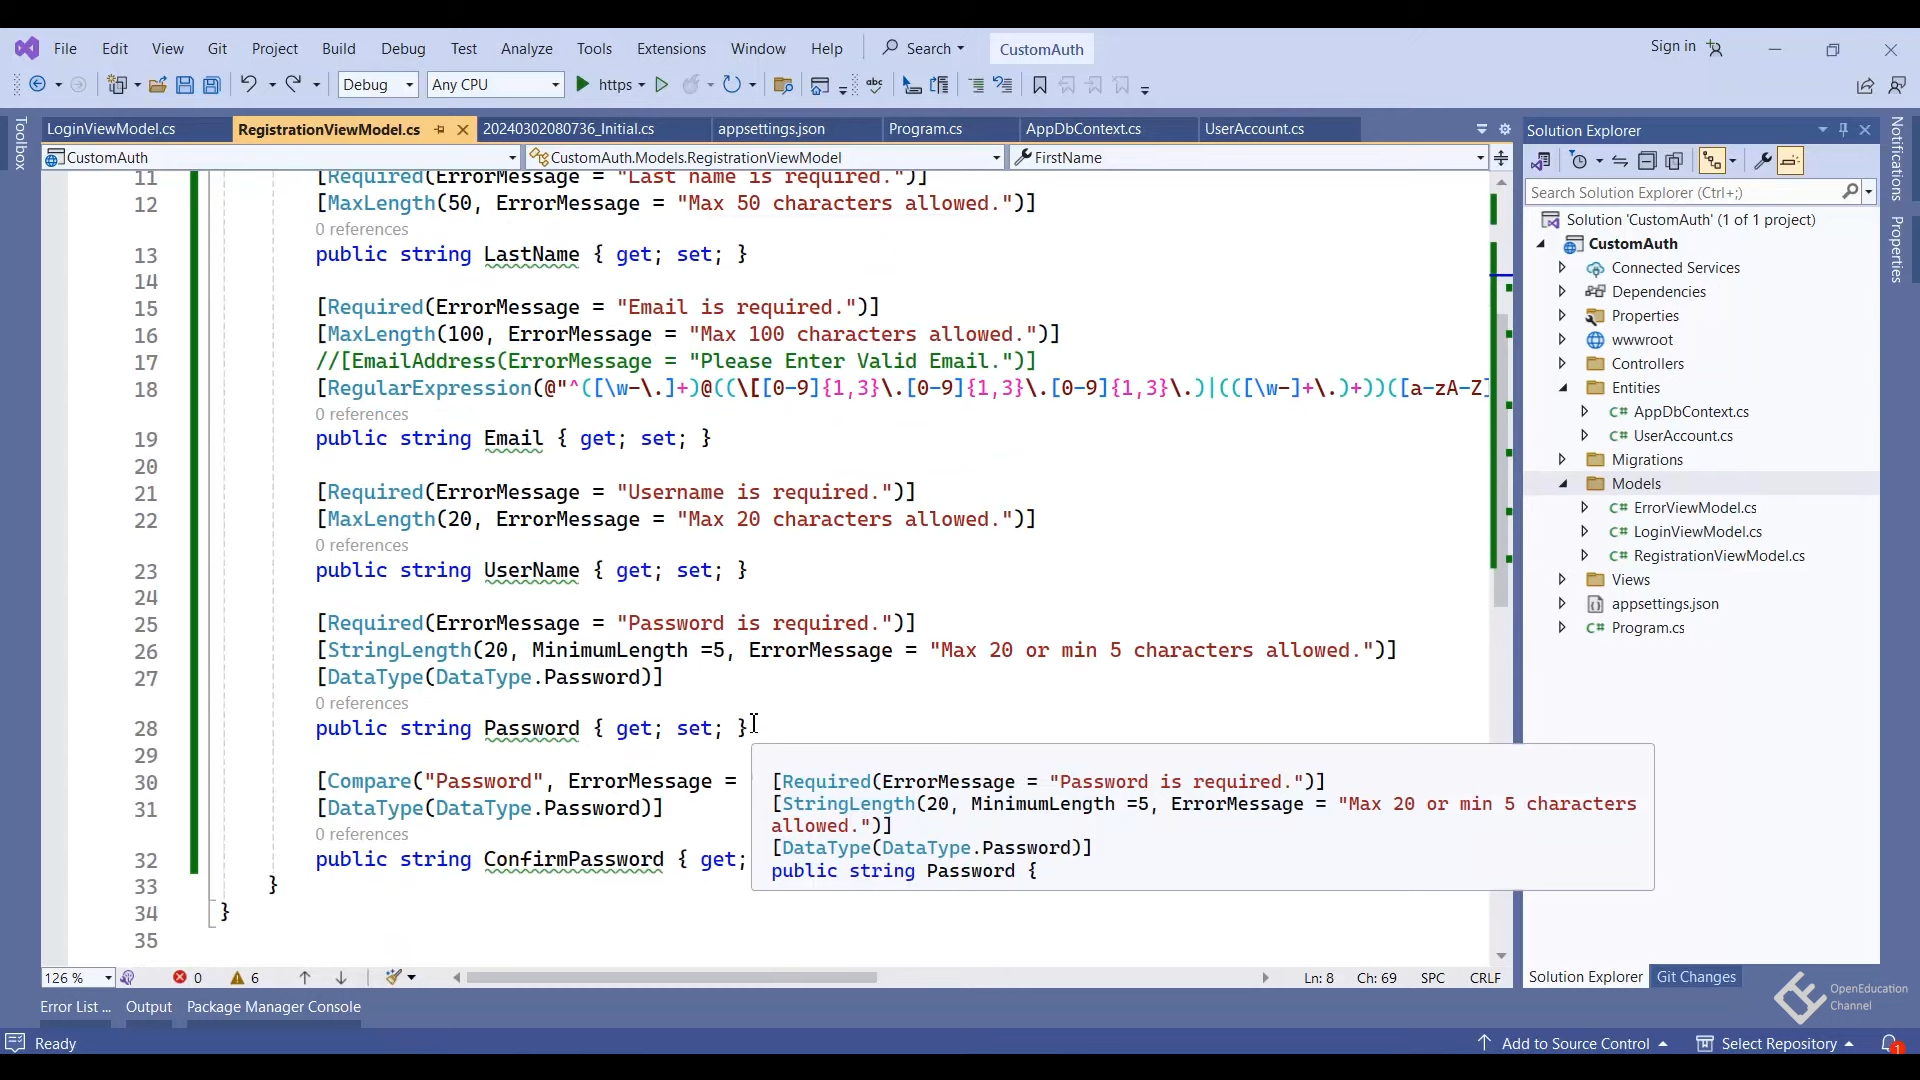 File Edit View Git Project Build Debug Test Analyze Tools Extensions Window Help Search CustomAuth Sign in
Debug Any CPU https
Toolbox
LoginViewModel.cs RegistrationViewModel.cs 20240302080736_Initial.cs appsettings.json Program.cs AppDbContext.cs UserAccount.cs
CustomAuth CustomAuth.Models.RegistrationViewModel FirstName
11 [Required(ErrorMessage = "Last name is required.")]
12 [MaxLength(50, ErrorMessage = "Max 50 characters allowed.")]
0 references
13 public string LastName { get; set; }
14
15 [Required(ErrorMessage = "Email is required.")]
16 [MaxLength(100, ErrorMessage = "Max 100 characters allowed.")]
17 //[EmailAddress(ErrorMessage = "Please Enter Valid Email.")]
18 [RegularExpression(@"^([\w-\.]+)@((\[[0-9]{1,3}\.[0-9]{1,3}\.[0-9]{1,3}\.)|(([\w-]+\.)+))([a-zA-Z]
0 references
19 public string Email { get; set; }
20
21 [Required(ErrorMessage = "Username is required.")]
22 [MaxLength(20, ErrorMessage = "Max 20 characters allowed.")]
0 references
23 public string UserName { get; set; }
24
25 [Required(ErrorMessage = "Password is required.")]
26 [StringLength(20, MinimumLength =5, ErrorMessage = "Max 20 or min 5 characters allowed.")]
27 [DataType(DataType.Password)]
0 references
28 public string Password { get; set; }
29
30 [Compare("Password", ErrorMessage =
31 [DataType(DataType.Password)]
0 references
32 public string ConfirmPassword { get;
33 }
34 }
35
[Required(ErrorMessage = "Password is required.")]
[StringLength(20, MinimumLength =5, ErrorMessage = "Max 20 or min 5 characters
allowed.")]
[DataType(DataType.Password)]
public string Password {
126 % 0 6 Ln: 8 Ch: 69 SPC CRLF
Error List ... Output Package Manager Console
Solution Explorer
Search Solution Explorer (Ctrl+;)
Solution 'CustomAuth' (1 of 1 project)
CustomAuth
Connected Services
Dependencies
Properties
wwwroot
Controllers
Entities
C# AppDbContext.cs
C# UserAccount.cs
Migrations
Models
C# ErrorViewModel.cs
C# LoginViewModel.cs
C# RegistrationViewModel.cs
Views
appsettings.json
C# Program.cs
Solution Explorer Git Changes
Notifications
Properties
OpenEducation
Channel
Ready Add to Source Control Select Repository 1